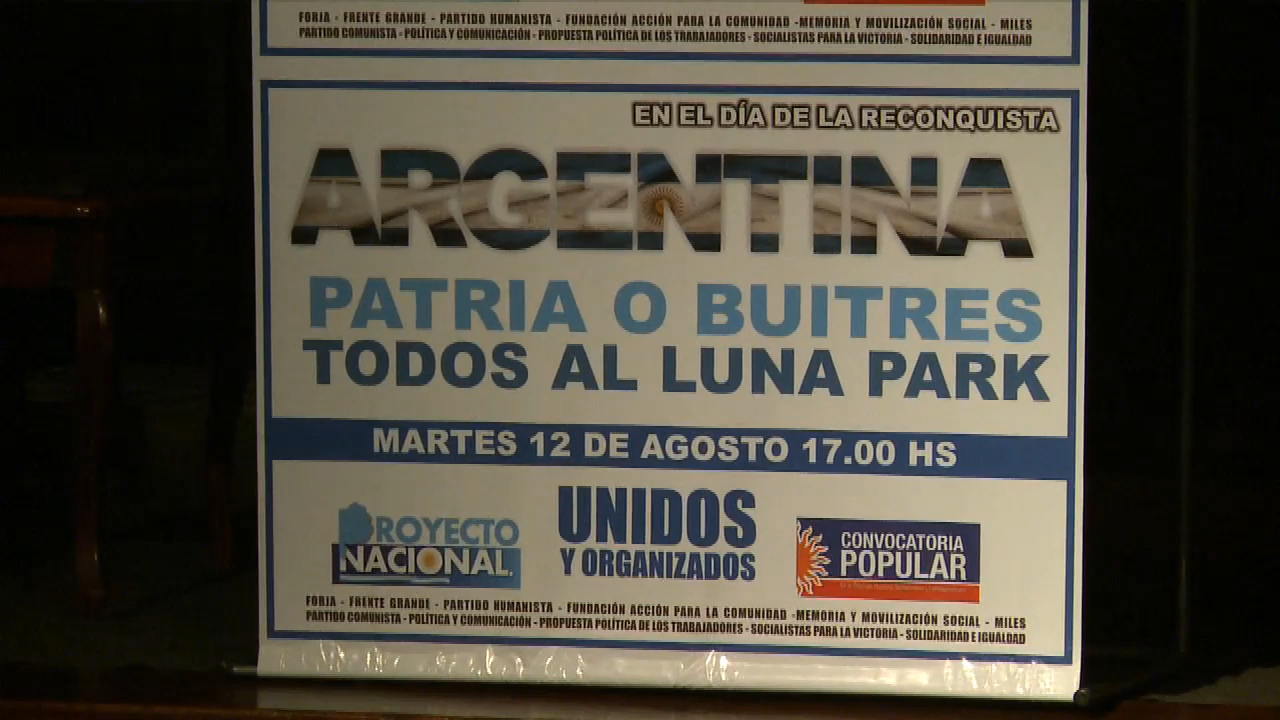 FORJA - FRENTE GRANDE - PARTIDO HUMANISTA - FUNDACIÓN ACCIÓN PARA LA COMUNIDAD -MEMORIA Y MOVILIZACIÓN SOCIAL - MILES
PARTIDO COMUNISTA - POLÍTICA Y COMUNICACIÓN - PROPUESTA POLÍTICA DE LOS TRABAJADORES - SOCIALISTAS PARA LA VICTORIA - SOLIDARIDAD E IGUALDAD
EN EL DÍA DE LA RECONQUISTA
ARGENTINA
PATRIA O BUITRES
TODOS AL LUNA PARK
MARTES 12 DE AGOSTO 17.00 HS
PROYECTO
NACIONAL.
UNIDOS
Y ORGANIZADOS
CONVOCATORIA
POPULAR
FORJA - FRENTE GRANDE - PARTIDO HUMANISTA - FUNDACIÓN ACCIÓN PARA LA COMUNIDAD -MEMORIA Y MOVILIZACIÓN SOCIAL - MILES
PARTIDO COMUNISTA - POLÍTICA Y COMUNICACIÓN - PROPUESTA POLÍTICA DE LOS TRABAJADORES - SOCIALISTAS PARA LA VICTORIA - SOLIDARIDAD E IGUALDAD